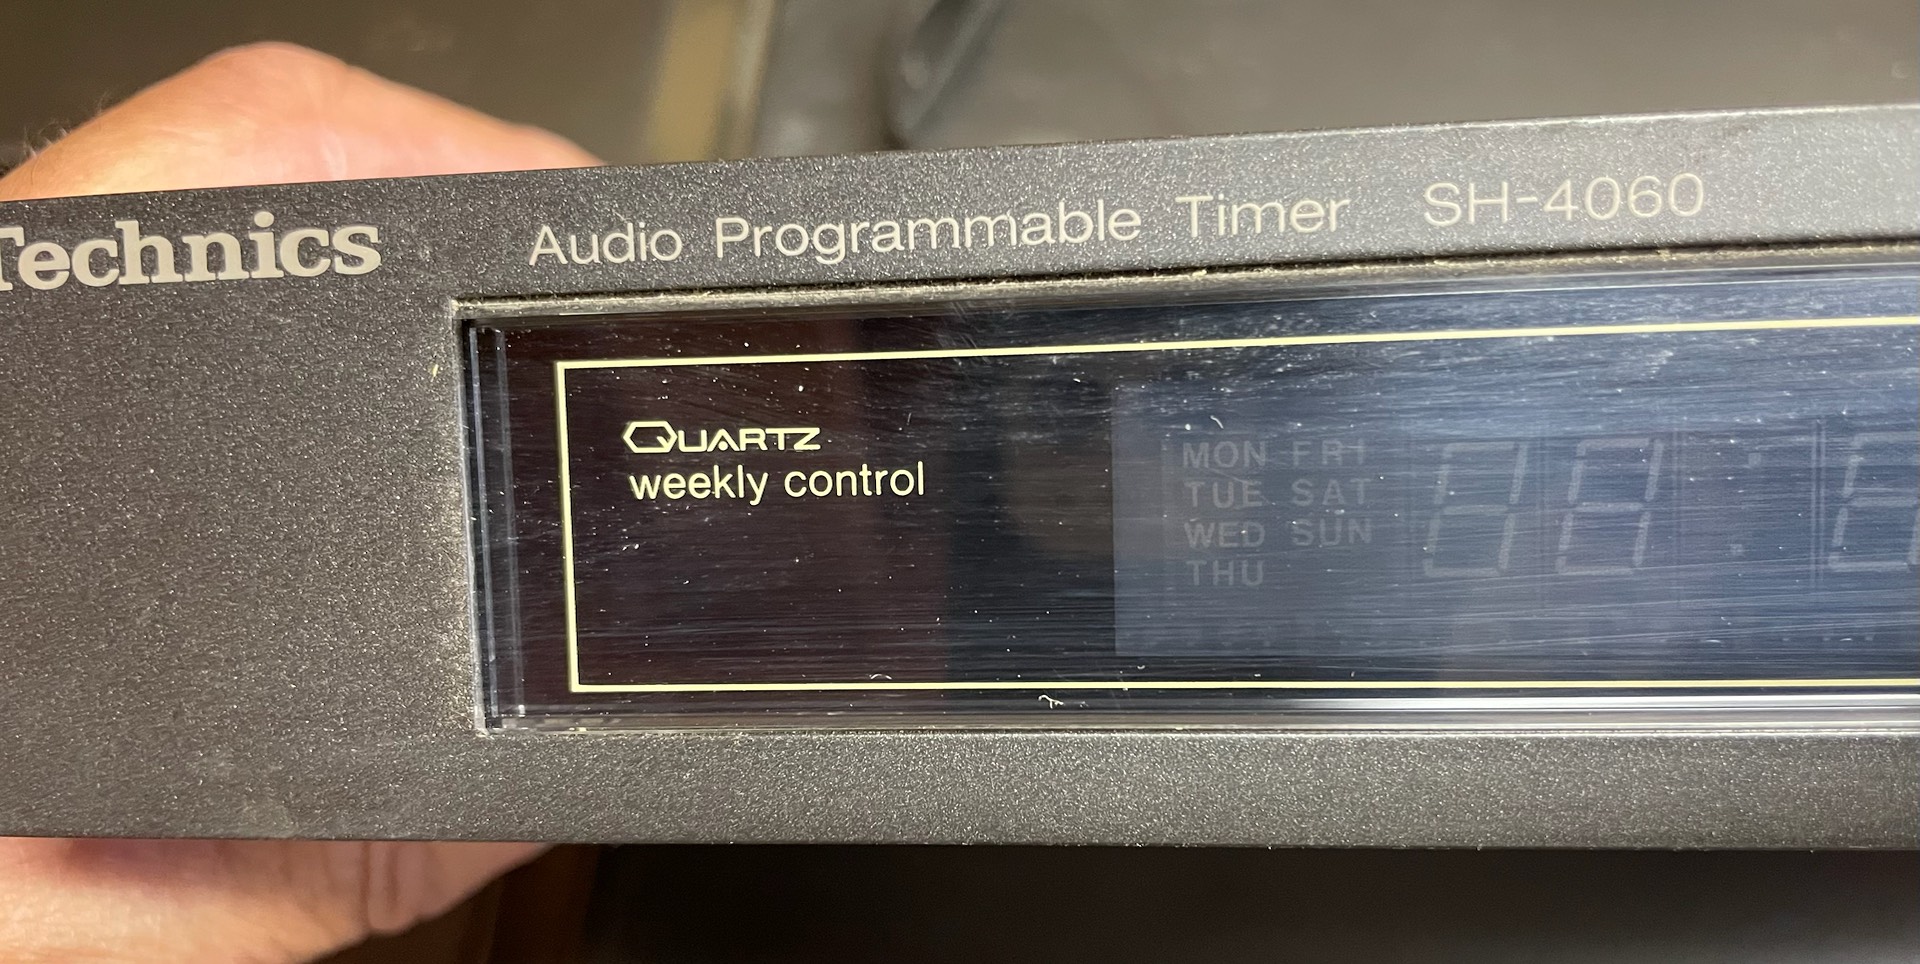 Technics Audio Programmable Timer SH-4060
QUARTZ
weekly control
MON FRI
TUE SAT
WED SUN
THU